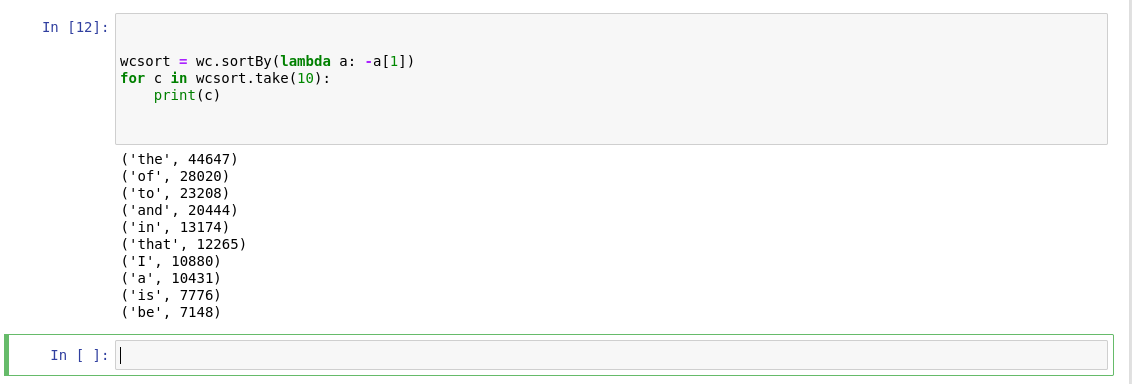 In [12]:
wcsort = wc.sortBy(lambda a: -a[1])
for c in wcsort.take(10):
    print(c)
('the', 44647)
('of', 28020)
('to', 23208)
('and', 20444)
('in', 13174)
('that', 12265)
('I', 10880)
('a', 10431)
('is', 7776)
('be', 7148)
In [ ]: